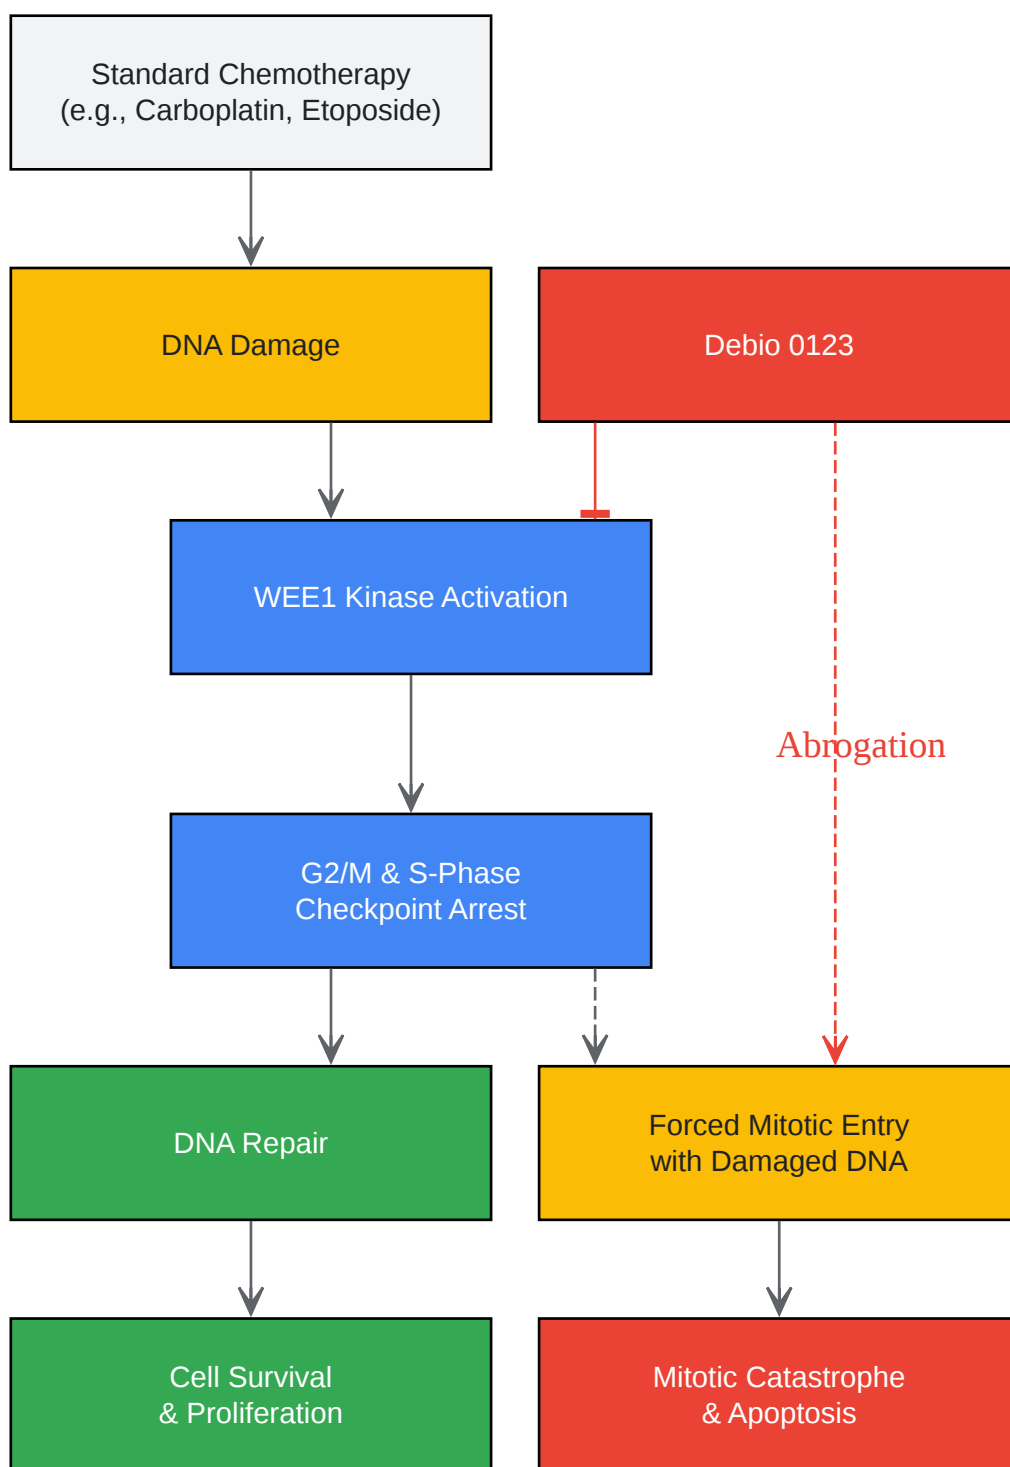 Standard Chemotherapy
(e.g., Carboplatin, Etoposide)
DNA Damage
Debio 0123
WEE1 Kinase Activation
Abrogation
G2/M & S-Phase
Checkpoint Arrest
DNA Repair
Forced Mitotic Entry
with Damaged DNA
Cell Survival
& Proliferation
Mitotic Catastrophe
& Apoptosis